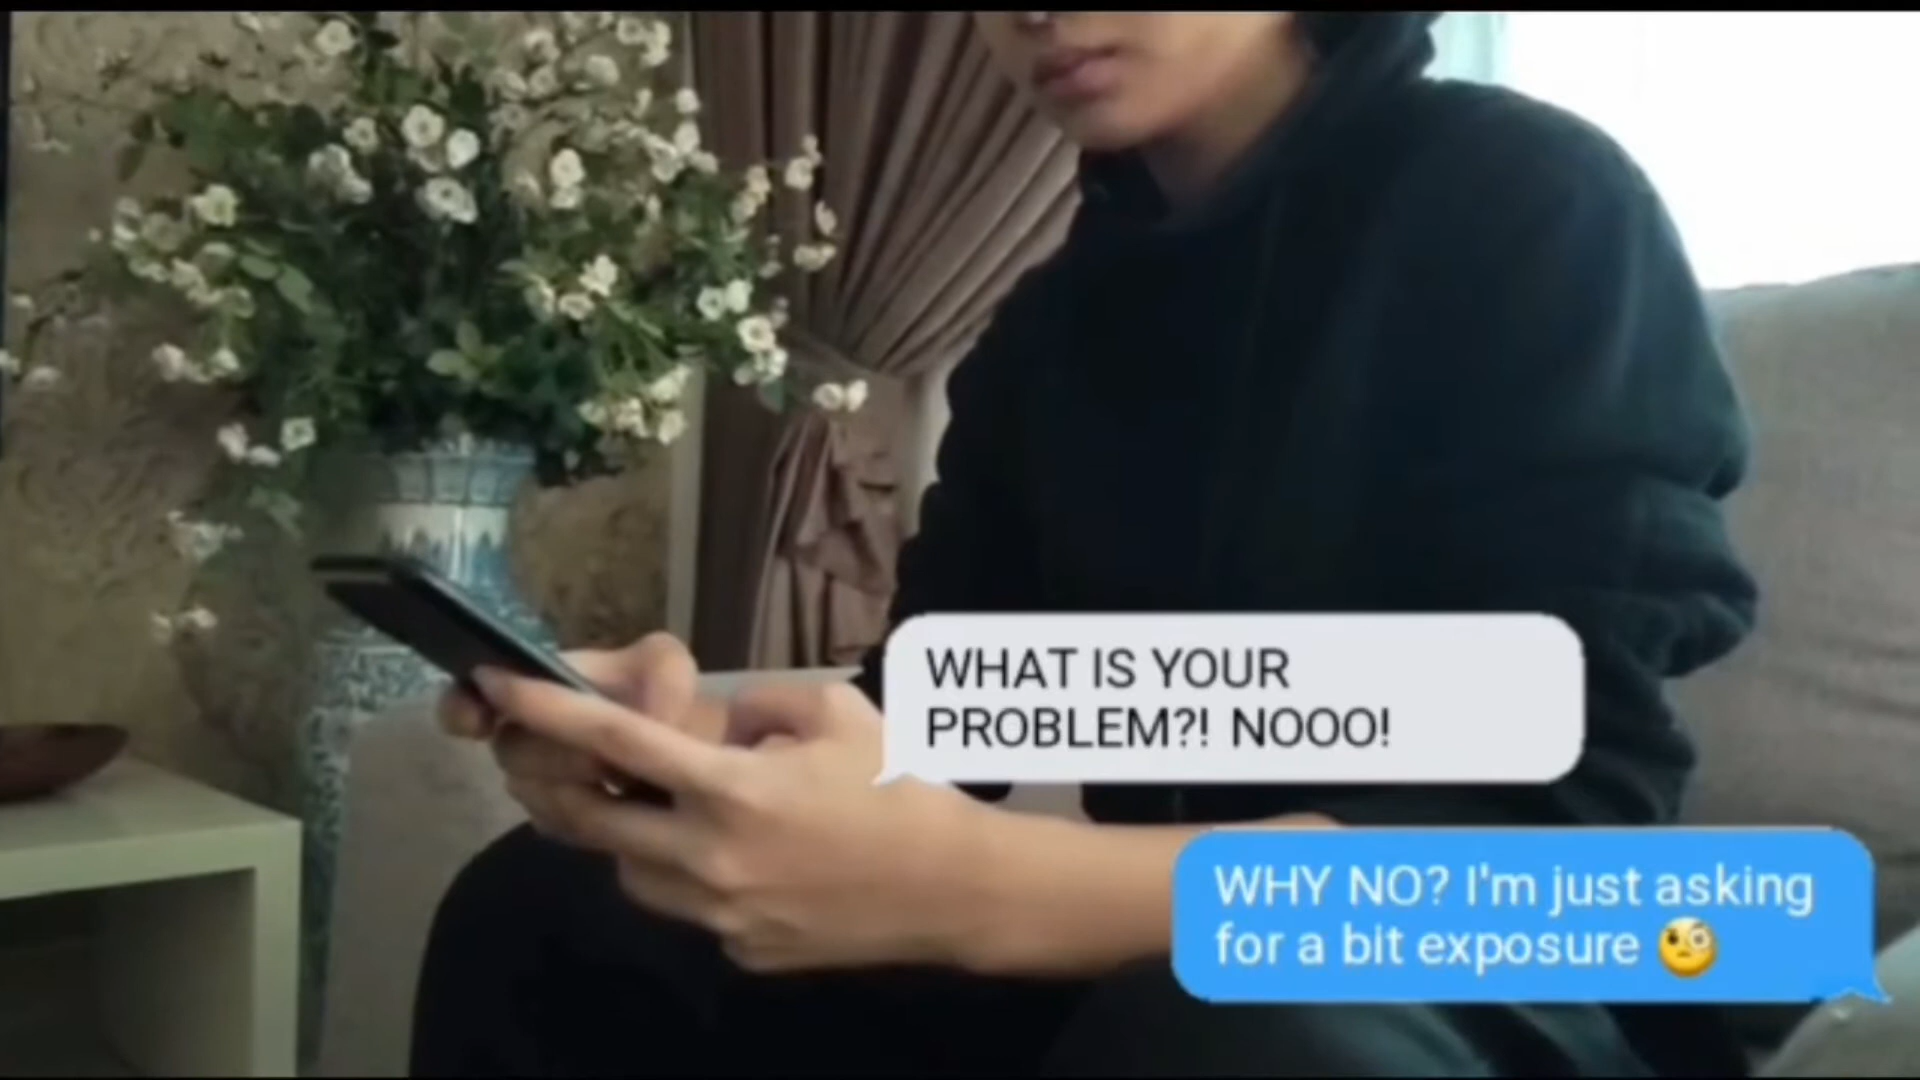 WHAT IS YOUR
PROBLEM?! NOOO!
WHY NO? I'm just asking
for a bit exposure 🧐